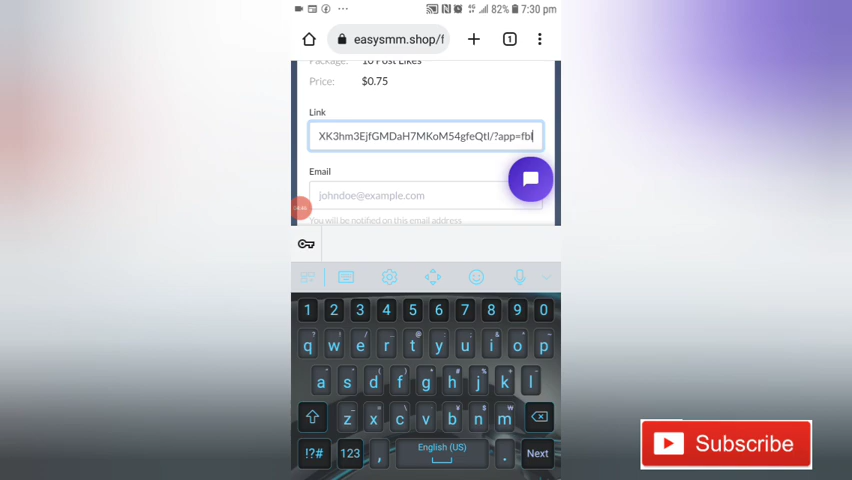 82% 7:30 pm
easysmm.shop/f
1
Package: 10 Post Likes
Price: $0.75
Link
XK3hm3EjfGMDaH7MKoM54gfeQtl/?app=fbl
Email
johndoe@example.com
You will be notified on this email address
1 2 3 4 5 6 7 8 9 0
q w e r t y u i o p
a s d f g h j k l
z x c v b n m
!?# 123 , English (US) . Next
Subscribe